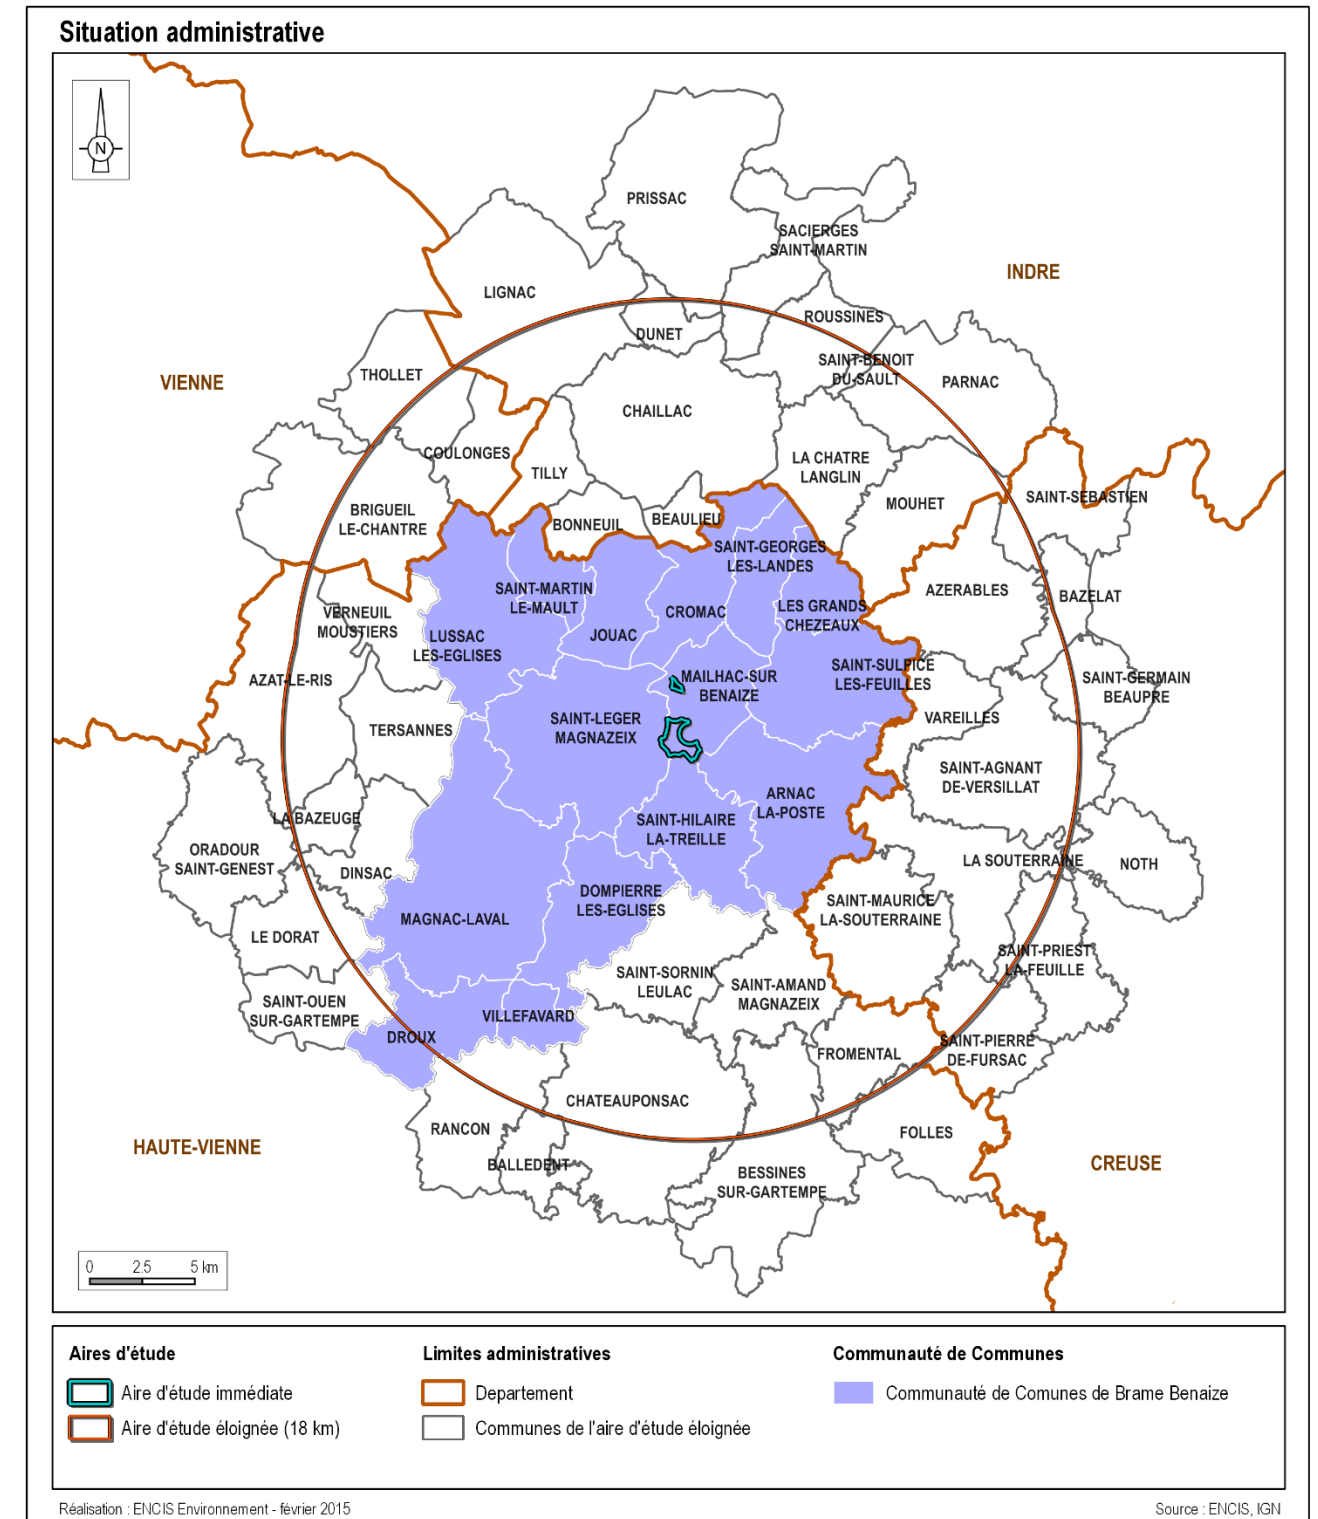 Situation administrative
N
PRISSAC
SACIERGES
SAINT-MARTIN
INDRE
LIGNAC
ROUSSINES
DUNET
SAINT-BENOIT
DU-SAULT
VIENNE
THOLLET
PARNAC
CHAILLAC
COULONGES
LA CHATRE
LANGLIN
TILLY
MOUHET
SAINT-SEBASTIEN
BRIGUEIL
LE-CHANTRE
BONNEUIL
BEAULIEU
SAINT-GEORGES
LES-LANDES
SAINT-MARTIN
LE-MAULT
AZERABLES
BAZELAT
VERNEUIL
MOUSTIERS
CROMAC
LES GRANDS
CHEZEAUX
LUSSAC
LES-EGLISES
JOUAC
AZAT-LE-RIS
MAILHAC-SUR
BENAIZE
SAINT-SULPICE
LES-FEUILLES
SAINT-GERMAIN
BEAUPRE
TERSANNES
SAINT-LEGER
MAGNAZEIX
VAREILLES
SAINT-AGNANT
DE-VERSILLAT
ARNAC
LA-POSTE
LA BAZEUGE
SAINT-HILAIRE
LA-TREILLE
ORADOUR
SAINT-GENEST
DINSAC
LA SOUTERRAINE
NOTH
DOMPIERRE
LES-EGLISES
MAGNAC-LAVAL
SAINT-MAURICE
LA-SOUTERRAINE
LE DORAT
SAINT-PRIEST
LA-FEUILLE
SAINT-SORNIN
LEULAC
SAINT-AMAND
MAGNAZEIX
SAINT-OUEN
SUR-GARTEMPE
VILLEFAVARD
DROUX
FROMENTAL
SAINT-PIERRE
DE-FURSAC
CHATEAUPONSAC
RANCON
FOLLES
HAUTE-VIENNE
BALLEDENT
CREUSE
BESSINES
SUR-GARTEMPE
0 2.5 5 km
Aires d'étude
Aire d'étude immédiate
Aire d'étude éloignée (18 km)
Limites administratives
Departement
Communes de l'aire d'étude éloignée
Communauté de Communes
Communauté de Comunes de Brame Benaize
Réalisation : ENCIS Environnement - février 2015
Source : ENCIS, IGN